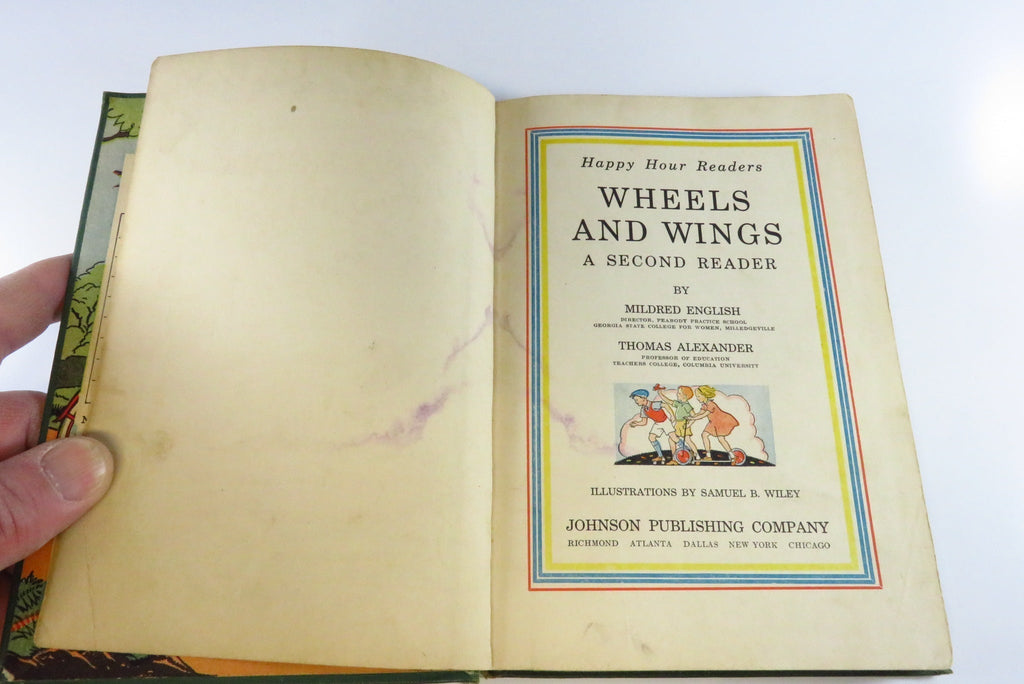 Happy Hour Readers
WHEELS
AND WINGS
A SECOND READER
BY
MILDRED ENGLISH
DIRECTOR, PEABODY PRACTICE SCHOOL
GEORGIA STATE COLLEGE FOR WOMEN, MILLEDGEVILLE
THOMAS ALEXANDER
PROFESSOR OF EDUCATION
TEACHERS COLLEGE, COLUMBIA UNIVERSITY
ILLUSTRATIONS BY SAMUEL B. WILEY
JOHNSON PUBLISHING COMPANY
RICHMOND ATLANTA DALLAS NEW YORK CHICAGO